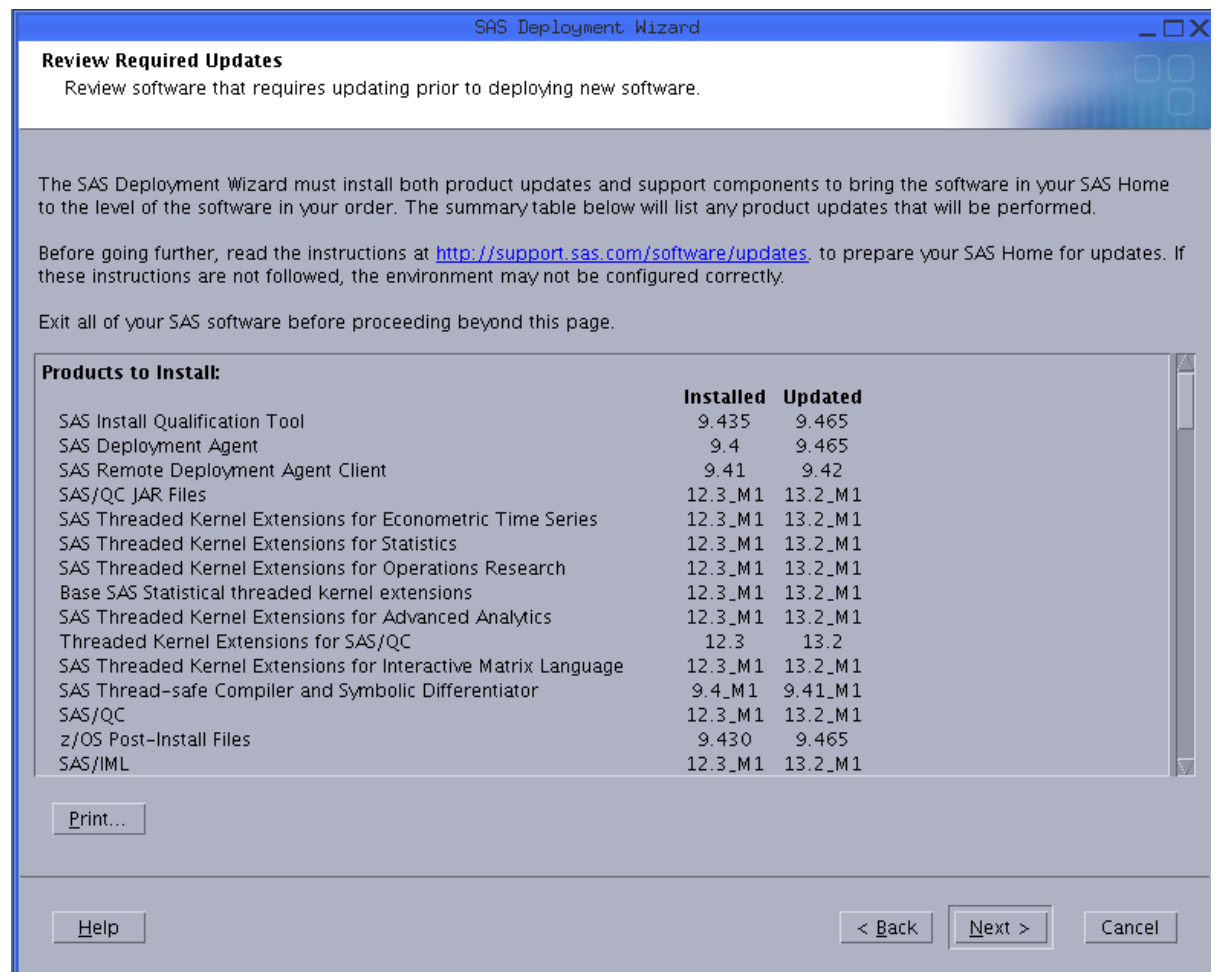 SAS Deployment Wizard
Review Required Updates
Review software that requires updating prior to deploying new software.
The SAS Deployment Wizard must install both product updates and support components to bring the software in your SAS Home
to the level of the software in your order. The summary table below will list any product updates that will be performed.
Before going further, read the instructions at http://support.sas.com/software/updates. to prepare your SAS Home for updates. If
these instructions are not followed, the environment may not be configured correctly.
Exit all of your SAS software before proceeding beyond this page.
Products to Install:
Installed Updated
SAS Install Qualification Tool 9.435 9.465
SAS Deployment Agent 9.4 9.465
SAS Remote Deployment Agent Client 9.41 9.42
SAS/QC JAR Files 12.3_M1 13.2_M1
SAS Threaded Kernel Extensions for Econometric Time Series 12.3_M1 13.2_M1
SAS Threaded Kernel Extensions for Statistics 12.3_M1 13.2_M1
SAS Threaded Kernel Extensions for Operations Research 12.3_M1 13.2_M1
Base SAS Statistical threaded kernel extensions 12.3_M1 13.2_M1
SAS Threaded Kernel Extensions for Advanced Analytics 12.3_M1 13.2_M1
Threaded Kernel Extensions for SAS/QC 12.3 13.2
SAS Threaded Kernel Extensions for Interactive Matrix Language 12.3_M1 13.2_M1
SAS Thread-safe Compiler and Symbolic Differentiator 9.4_M1 9.41_M1
SAS/QC 12.3_M1 13.2_M1
z/OS Post-Install Files 9.430 9.465
SAS/IML 12.3_M1 13.2_M1
Print...
Help < Back Next > Cancel